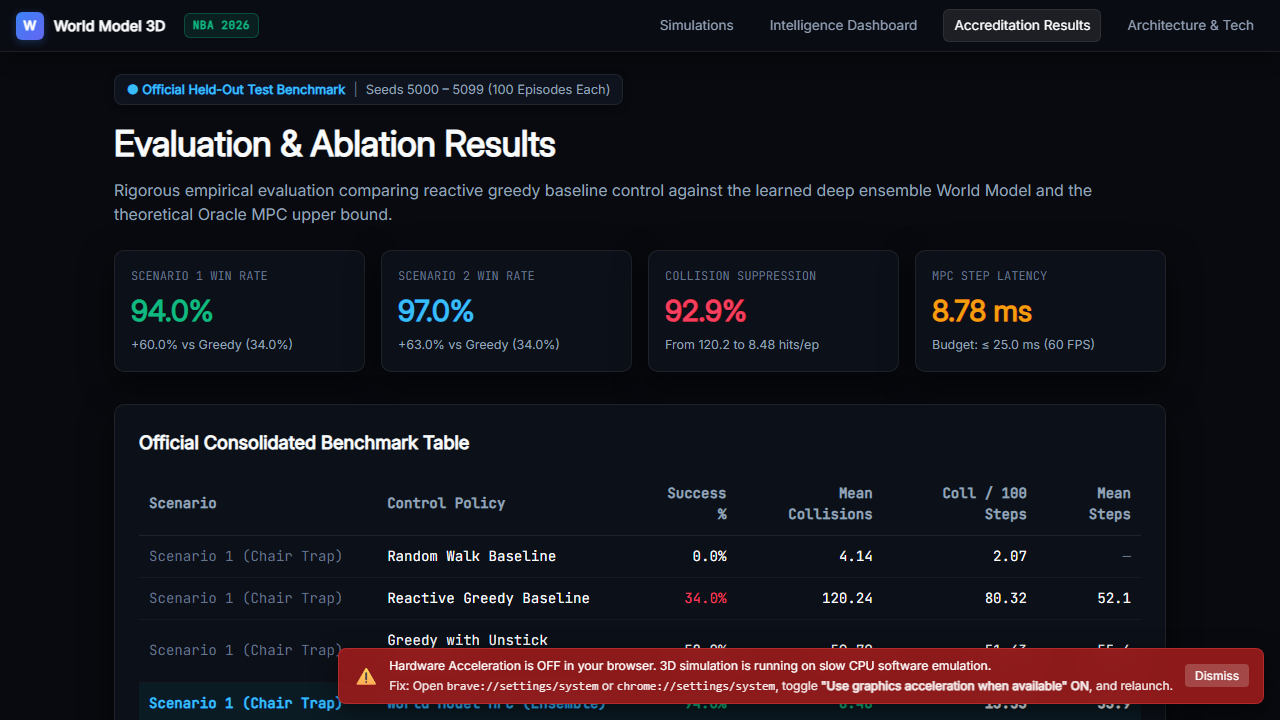 W World Model 3D NBA 2026 Simulations Intelligence Dashboard Accreditation Results Architecture & Tech
Official Held-Out Test Benchmark | Seeds 5000 – 5099 (100 Episodes Each)
Evaluation & Ablation Results
Rigorous empirical evaluation comparing reactive greedy baseline control against the learned deep ensemble World Model and the
theoretical Oracle MPC upper bound.
SCENARIO 1 WIN RATE
94.0%
+60.0% vs Greedy (34.0%)
SCENARIO 2 WIN RATE
97.0%
+63.0% vs Greedy (34.0%)
COLLISION SUPPRESSION
92.9%
From 120.2 to 8.48 hits/ep
MPC STEP LATENCY
8.78 ms
Budget: ≤ 25.0 ms (60 FPS)
Official Consolidated Benchmark Table
Scenario Control Policy Success % Mean Collisions Coll / 100 Steps Mean Steps
Scenario 1 (Chair Trap) Random Walk Baseline 0.0% 4.14 2.07 —
Scenario 1 (Chair Trap) Reactive Greedy Baseline 34.0% 120.24 80.32 52.1
Scenario 1 (Chair Trap) Greedy with Unstick
Scenario 1 (Chair Trap) World Model MPC (Ensemble)
Hardware Acceleration is OFF in your browser. 3D simulation is running on slow CPU software emulation.
Fix: Open brave://settings/system or chrome://settings/system, toggle "Use graphics acceleration when available" ON, and relaunch.
Dismiss